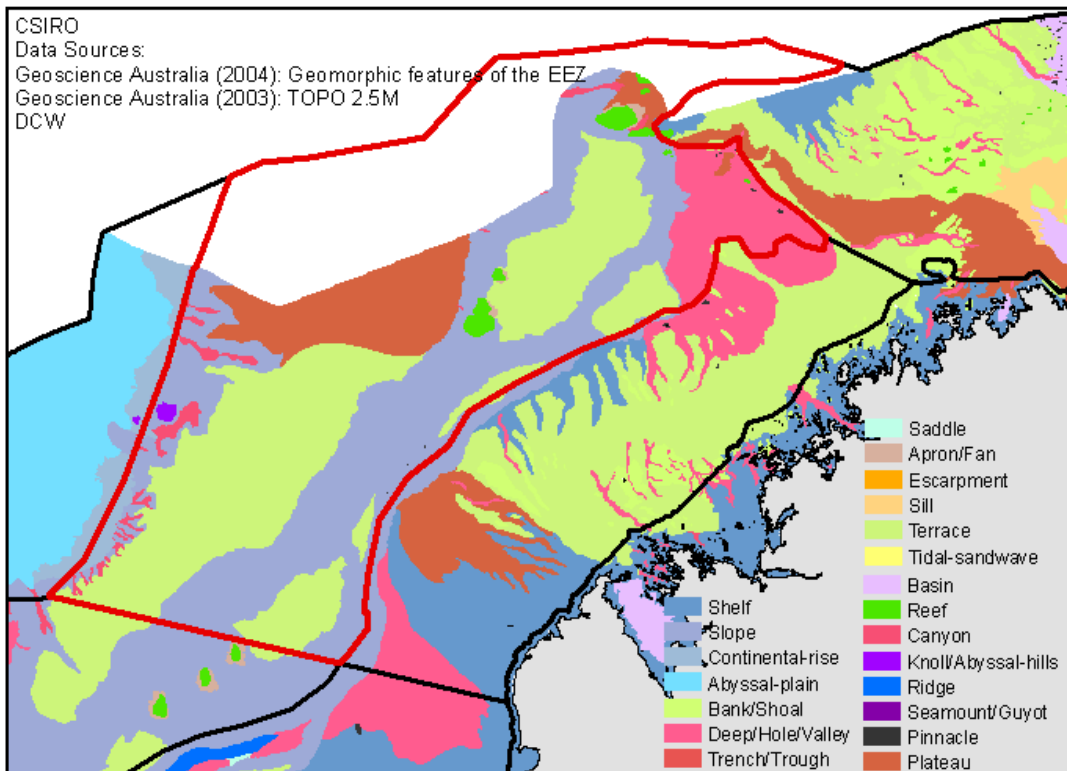 CSIRO
Data Sources:
Geoscience Australia (2004): Geomorphic features of the EEZ
Geoscience Australia (2003): TOPO 2.5M
DCW
Shelf
Slope
Continental-rise
Abyssal-plain
Bank/Shoal
Deep/Hole/Valley
Trench/Trough
Saddle
Apron/Fan
Escarpment
Sill
Terrace
Tidal-sandwave
Basin
Reef
Canyon
Knoll/Abyssal-hills
Ridge
Seamount/Guyot
Pinnacle
Plateau